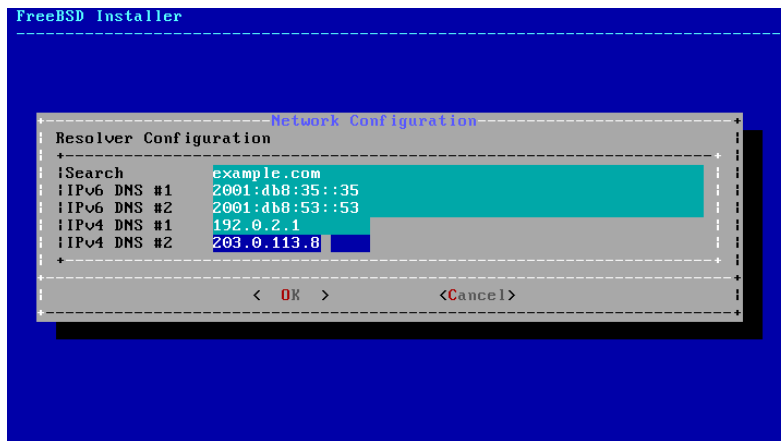 FreeBSD Installer
Network Configuration
Resolver Configuration
Search example.com
IPv6 DNS #1 2001:db8:35::35
IPv6 DNS #2 2001:db8:53::53
IPv4 DNS #1 192.0.2.1
IPv4 DNS #2 203.0.113.8
< OK > <Cancel>